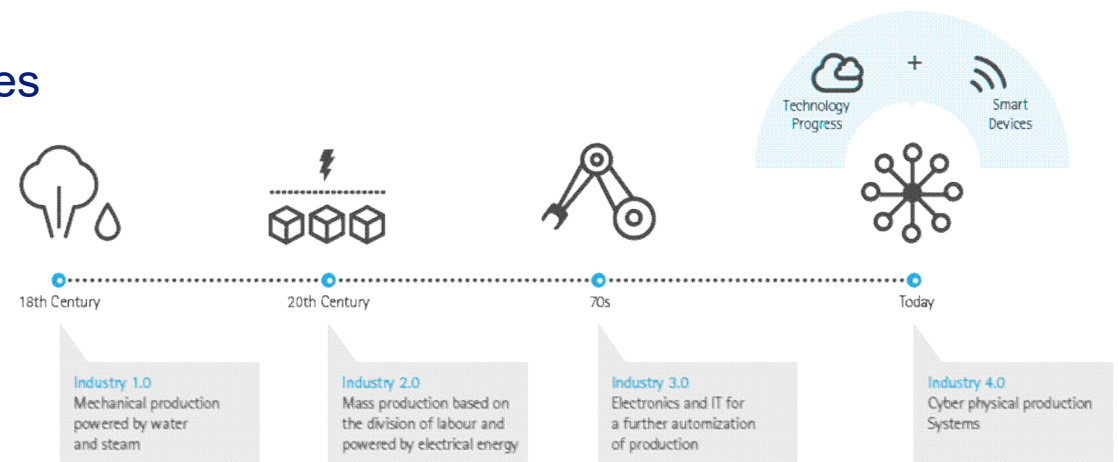 es
+
Technology
Progress
Smart
Devices
18th Century
20th Century
70s
Today
Industry 1.0
Mechanical production
powered by water
and steam
Industry 2.0
Mass production based on
the division of labour and
powered by electrical energy
Industry 3.0
Electronics and IT for
a further automization
of production
Industry 4.0
Cyber physical production
Systems